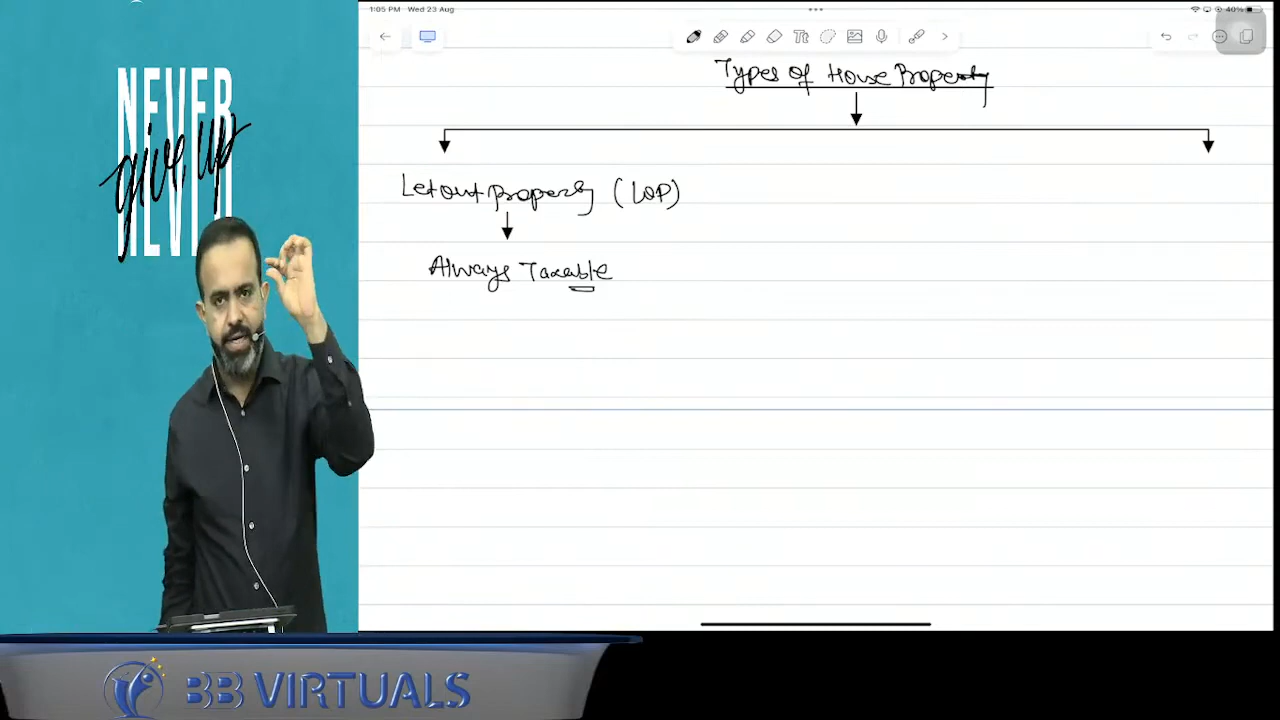 1:05 PM Wed 23 Aug
40%
Tt
NEVER
give up
NEVER
Types of House Property
Letout Property (LOP)
Always Taxable
BB VIRTUALS